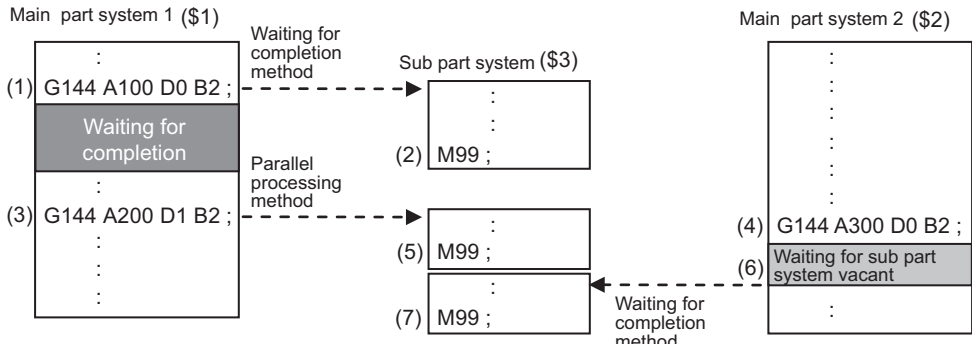 Main part system 1 ($1)
:
(1) G144 A100 D0 B2 ;
Waiting for
completion
:
(3) G144 A200 D1 B2 ;
:
:
:
Waiting for
completion
method
Parallel
processing
method
Sub part system ($3)
:
:
(2) M99 ;
:
(5) M99 ;
:
(7) M99 ;
Waiting for
completion
method
Main part system 2 ($2)
:
:
:
:
:
:
(4) G144 A300 D0 B2 ;
(6) Waiting for sub part
system vacant
: